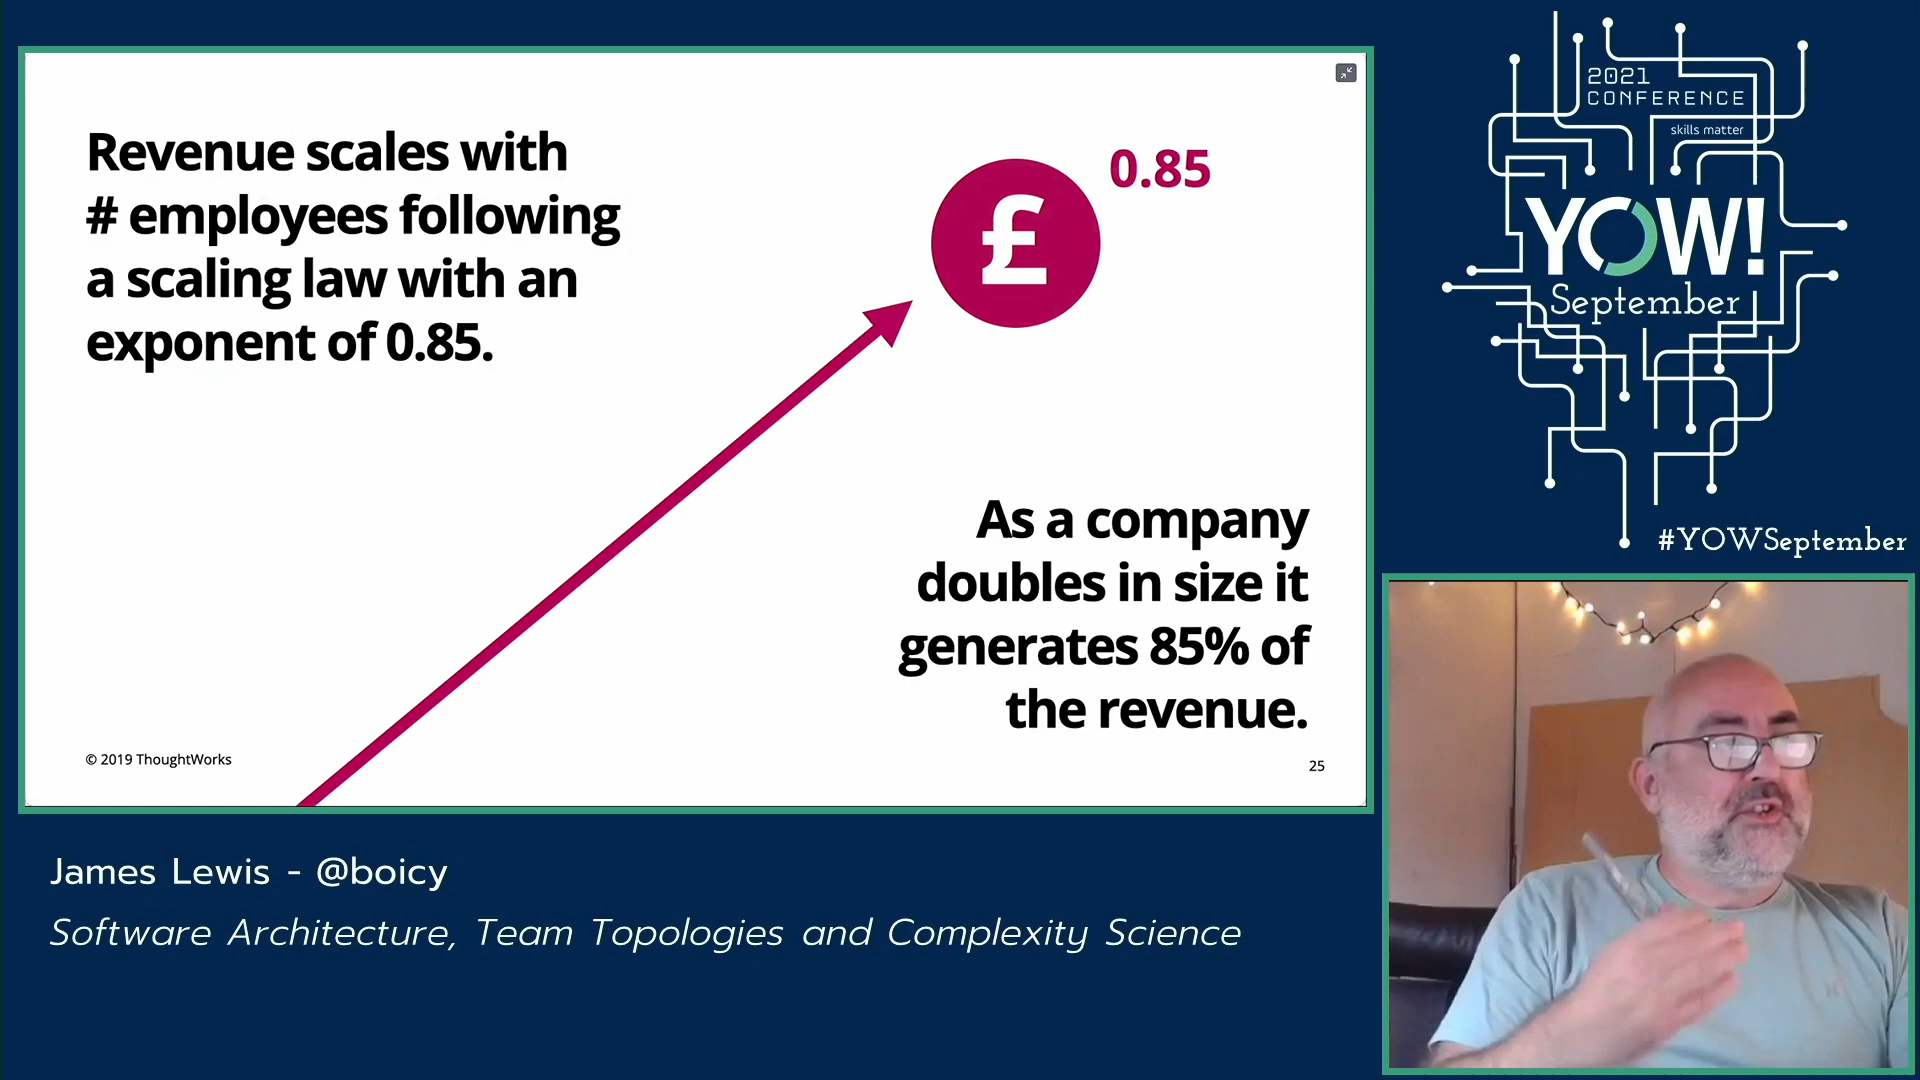 Revenue scales with
# employees following
a scaling law with an
exponent of 0.85.
£
0.85
As a company
doubles in size it
generates 85% of
the revenue.
© 2019 ThoughtWorks
25
2021
CONFERENCE
skills matter
YOW!
September
#YOWSeptember
James Lewis - @boicy
Software Architecture, Team Topologies and Complexity Science